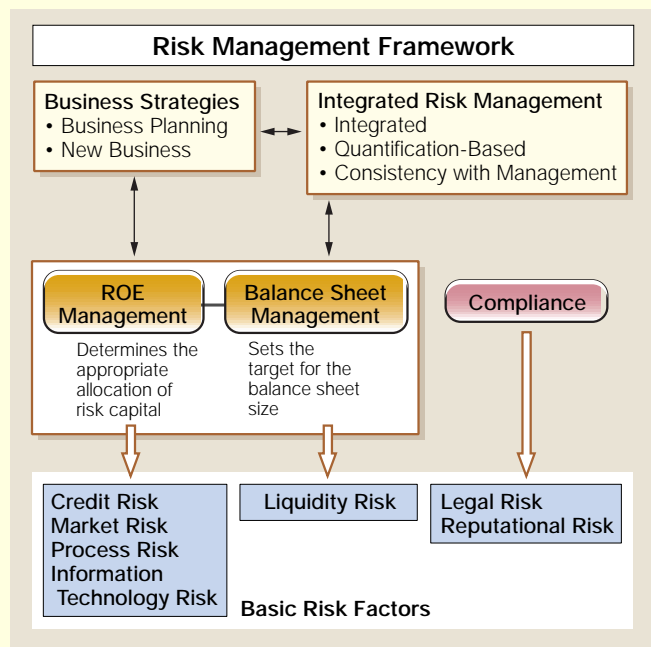 Risk Management Framework
Business Strategies
• Business Planning
• New Business
Integrated Risk Management
• Integrated
• Quantification-Based
• Consistency with Management
ROE
Management
Balance Sheet
Management
Compliance
Determines the
appropriate
allocation of
risk capital
Sets the
target for the
balance sheet
size
Credit Risk
Market Risk
Process Risk
Information
Technology Risk
Liquidity Risk
Legal Risk
Reputational Risk
Basic Risk Factors